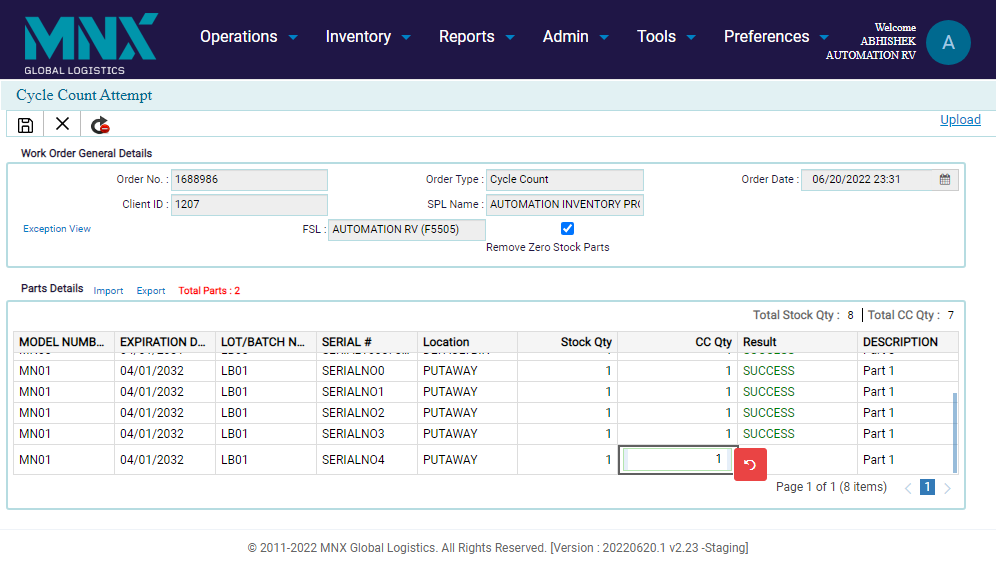 MNX
GLOBAL LOGISTICS
Operations Inventory Reports Admin Tools Preferences
Welcome
ABHISHEK
AUTOMATION RV
A
Cycle Count Attempt
Upload
Work Order General Details
Order No. : 1688986 Order Type : Cycle Count Order Date : 06/20/2022 23:31
Client ID : 1207 SPL Name : AUTOMATION INVENTORY PR
Exception View FSL : AUTOMATION RV (F5505)
Remove Zero Stock Parts
Parts Details Import Export Total Parts : 2
Total Stock Qty : 8 Total CC Qty : 7
MODEL NUMB... EXPIRATION D... LOT/BATCH N... SERIAL # Location Stock Qty CC Qty Result DESCRIPTION
MN01 04/01/2032 LB01 SERIALNO0 PUTAWAY 1 1 SUCCESS Part 1
MN01 04/01/2032 LB01 SERIALNO1 PUTAWAY 1 1 SUCCESS Part 1
MN01 04/01/2032 LB01 SERIALNO2 PUTAWAY 1 1 SUCCESS Part 1
MN01 04/01/2032 LB01 SERIALNO3 PUTAWAY 1 1 SUCCESS Part 1
MN01 04/01/2032 LB01 SERIALNO4 PUTAWAY 1 1 Part 1
Page 1 of 1 (8 items) 1
© 2011-2022 MNX Global Logistics. All Rights Reserved. [Version : 20220620.1 v2.23 -Staging]